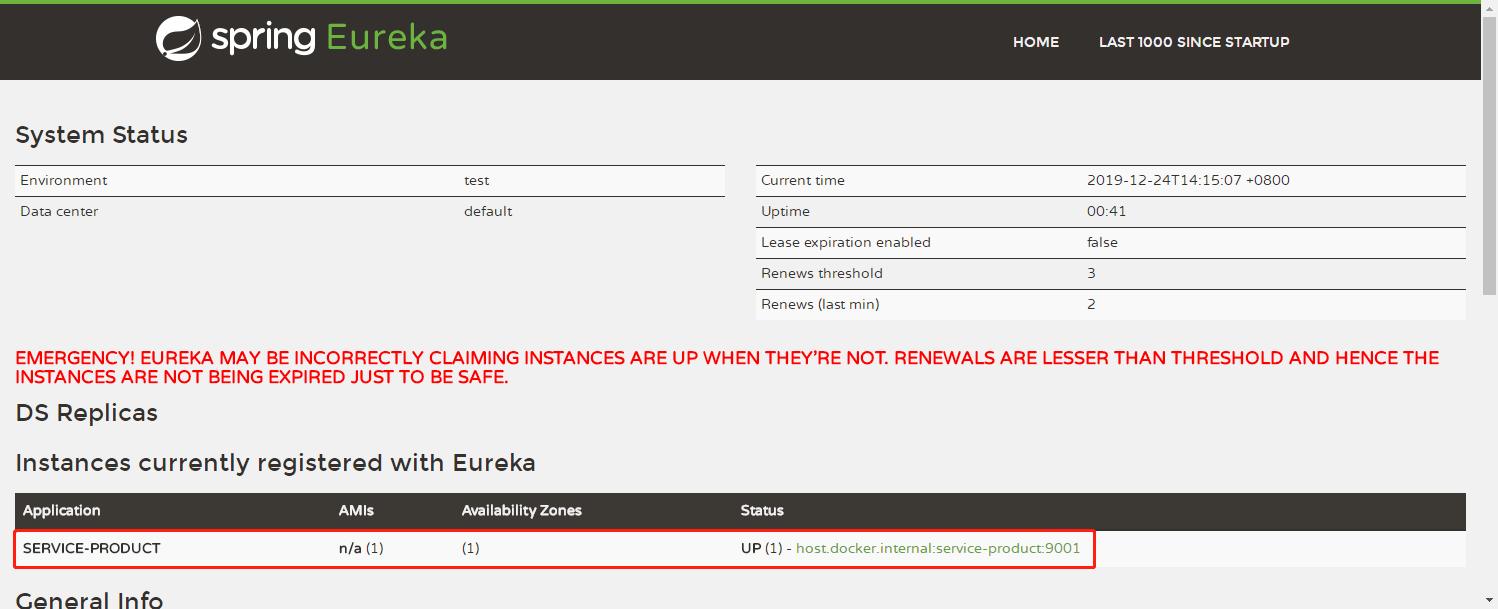 spring Eureka
HOME LAST 1000 SINCE STARTUP
System Status
Environment test
Data center default
Current time 2019-12-24T14:15:07 +0800
Uptime 00:41
Lease expiration enabled false
Renews threshold 3
Renews (last min) 2
EMERGENCY! EUREKA MAY BE INCORRECTLY CLAIMING INSTANCES ARE UP WHEN THEY'RE NOT. RENEWALS ARE LESSER THAN THRESHOLD AND HENCE THE
INSTANCES ARE NOT BEING EXPIRED JUST TO BE SAFE.
DS Replicas
Instances currently registered with Eureka
Application AMIs Availability Zones Status
SERVICE-PRODUCT n/a (1) (1) UP (1) - host.docker.internal:service-product:9001
General Info